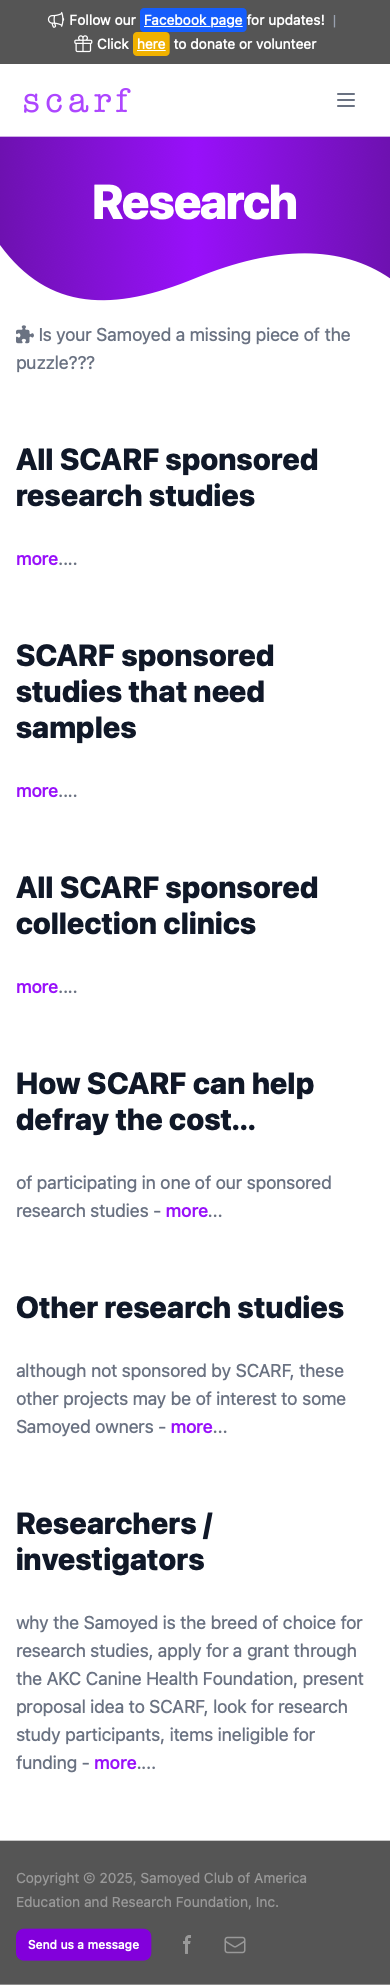 Follow our Facebook page for updates! |
Click here to donate or volunteer
scarf
Research
Is your Samoyed a missing piece of the
puzzle???
All SCARF sponsored
research studies
more....
SCARF sponsored
studies that need
samples
more....
All SCARF sponsored
collection clinics
more....
How SCARF can help
defray the cost...
of participating in one of our sponsored
research studies - more...
Other research studies
although not sponsored by SCARF, these
other projects may be of interest to some
Samoyed owners - more...
Researchers /
investigators
why the Samoyed is the breed of choice for
research studies, apply for a grant through
the AKC Canine Health Foundation, present
proposal idea to SCARF, look for research
study participants, items ineligible for
funding - more....
Copyright © 2025, Samoyed Club of America
Education and Research Foundation, Inc.
Send us a message